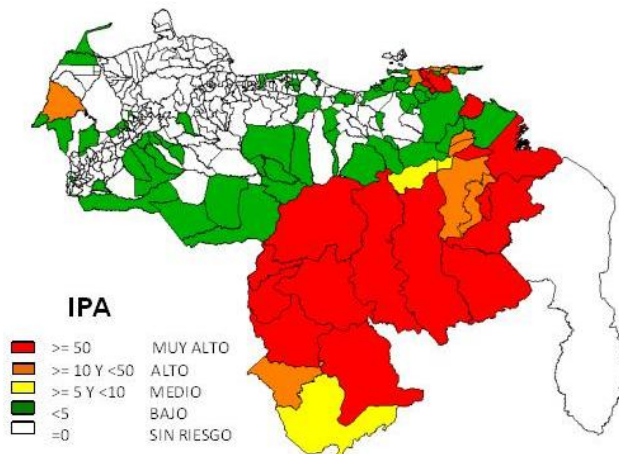 IPA
>= 50 MUY ALTO
>= 10 Y <50 ALTO
>= 5 Y <10 MEDIO
<5 BAJO
=0 SIN RIESGO